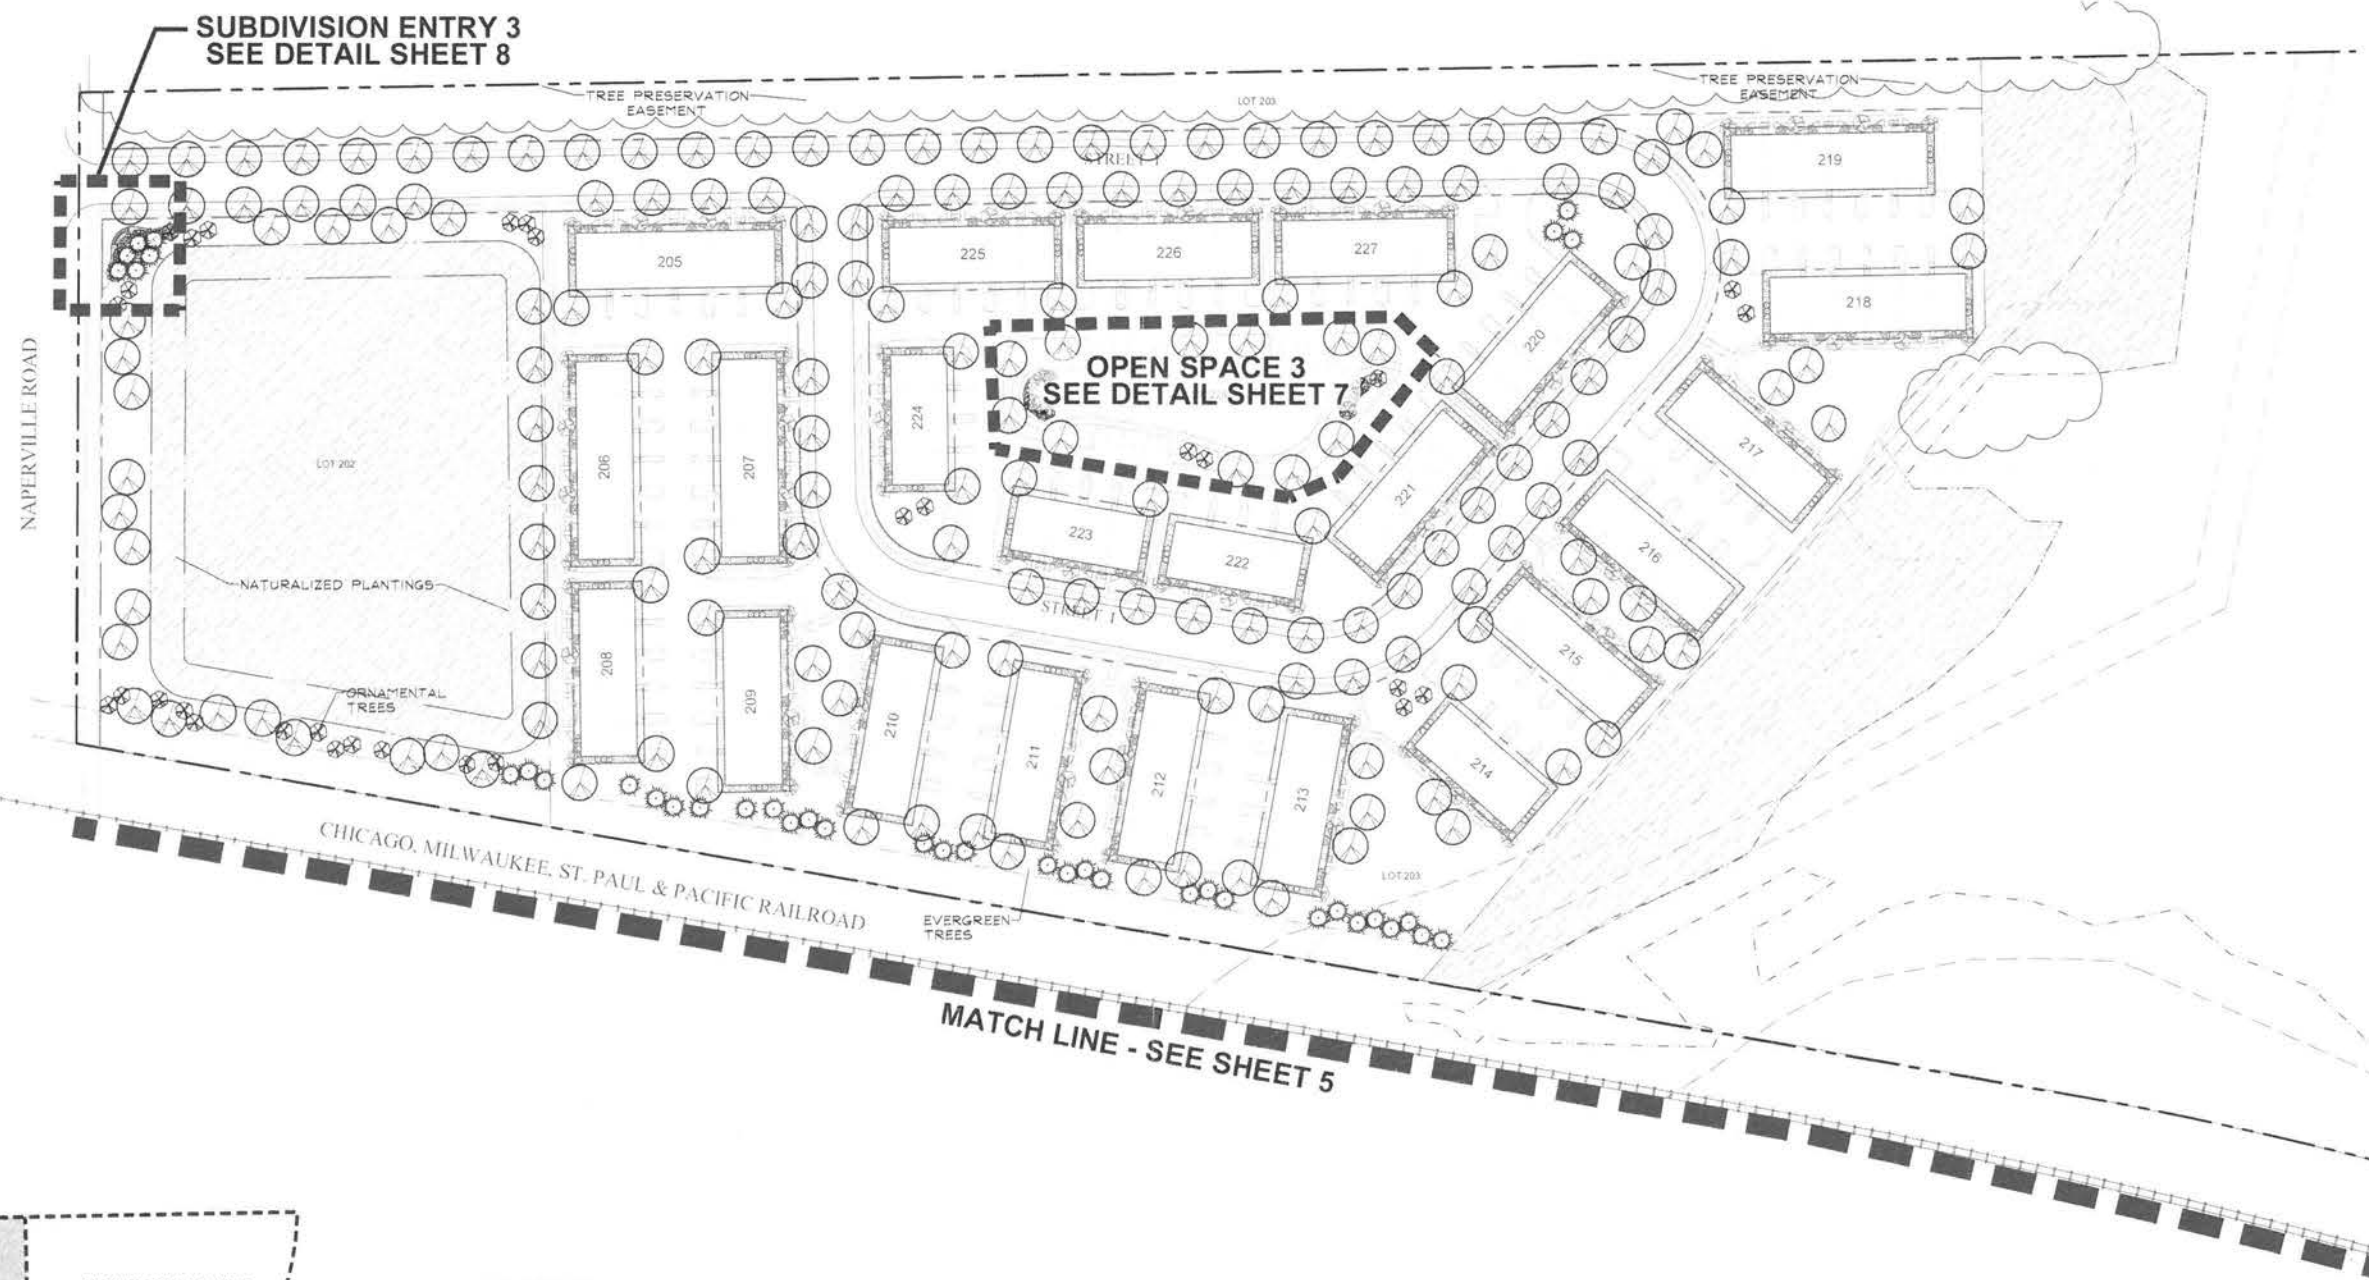 SUBDIVISION ENTRY 3
SEE DETAIL SHEET 8
TREE PRESERVATION
EASEMENT
LOT 203
TREE PRESERVATION
EASEMENT
STREET 1
219
205
225
226
227
218
220
OPEN SPACE 3
SEE DETAIL SHEET 7
NAPERVILLE ROAD
224
217
LOT 202
206
207
221
223
222
216
NATURALIZED PLANTINGS
STREET 1
208
215
ORNAMENTAL
TREES
209
210
211
212
213
214
CHICAGO, MILWAUKEE, ST. PAUL & PACIFIC RAILROAD
LOT 203
EVERGREEN
TREES
MATCH LINE - SEE SHEET 5